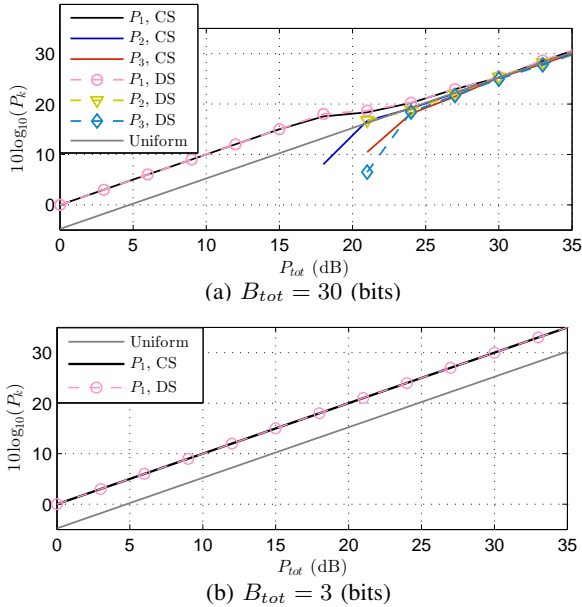 P1, CS
P2, CS
P3, CS
P1, DS
P2, DS
P3, DS
Uniform
10log10(Pk)
30
20
10
0
0 5 10 15 20 25 30 35
Ptot (dB)
(a) Btot = 30 (bits)
Uniform
P1, CS
P1, DS
10log10(Pk)
30
20
10
0
0 5 10 15 20 25 30 35
Ptot (dB)
(b) Btot = 3 (bits)